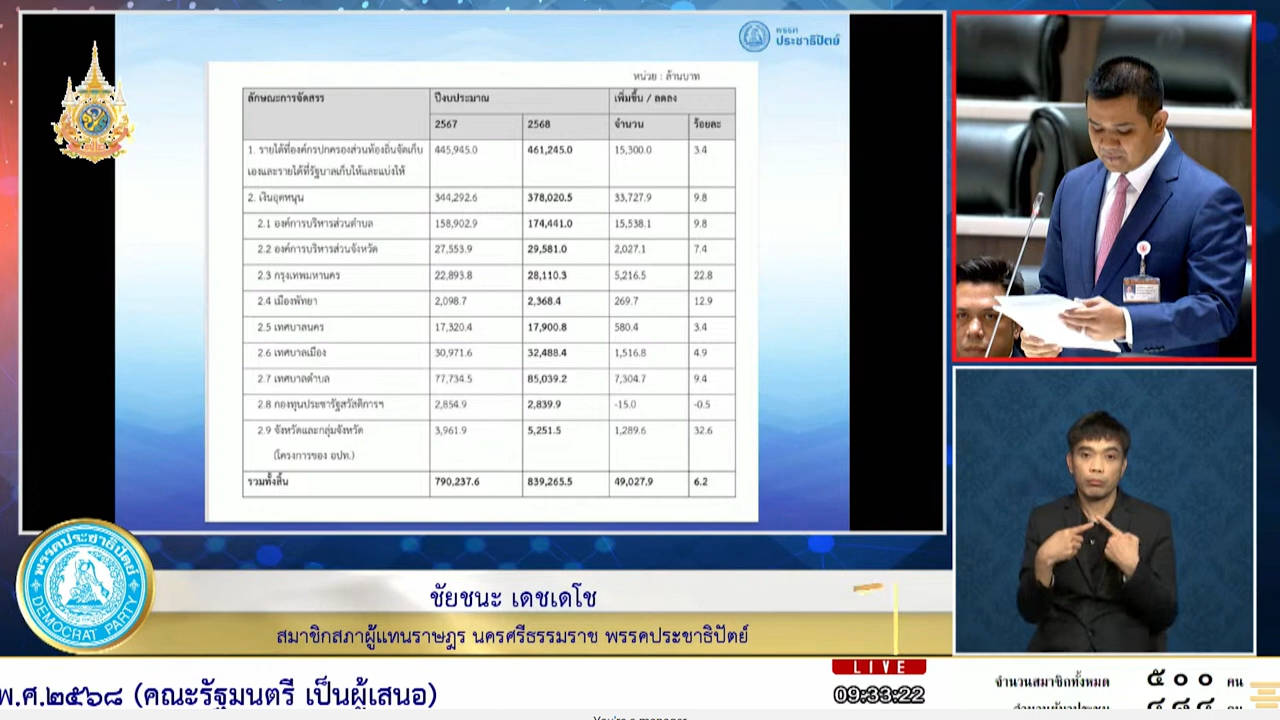 พรรค
ประชาธิปัตย์
หน่วย : ล้านบาท
ลักษณะการจัดสรร ปีงบประมาณ เพิ่มขึ้น / ลดลง
2567 2568 จำนวน ร้อยละ
1. รายได้ที่องค์กรปกครองส่วนท้องถิ่นจัดเก็บ 445,945.0 461,245.0 15,300.0 3.4
เองและรายได้ที่รัฐบาลเก็บให้และแบ่งให้
2. เงินอุดหนุน 344,292.6 378,020.5 33,727.9 9.8
2.1 องค์การบริหารส่วนตำบล 158,902.9 174,441.0 15,538.1 9.8
2.2 องค์การบริหารส่วนจังหวัด 27,553.9 29,581.0 2,027.1 7.4
2.3 กรุงเทพมหานคร 22,893.8 28,110.3 5,216.5 22.8
2.4 เมืองพัทยา 2,098.7 2,368.4 269.7 12.9
2.5 เทศบาลนคร 17,320.4 17,900.8 580.4 3.4
2.6 เทศบาลเมือง 30,971.6 32,488.4 1,516.8 4.9
2.7 เทศบาลตำบล 77,734.5 85,039.2 7,304.7 9.4
2.8 กองทุนประชารัฐสวัสดิการฯ 2,854.9 2,839.9 -15.0 -0.5
2.9 จังหวัดและกลุ่มจังหวัด 3,961.9 5,251.5 1,289.6 32.6
(โครงการของ อปท.)
รวมทั้งสิ้น 790,237.6 839,265.5 49,027.9 6.2
พรรคประชาธิปัตย์
DEMOCRAT PARTY
ชัยชนะ เดชเดโช
สมาชิกสภาผู้แทนราษฎร นครศรีธรรมราช พรรคประชาธิปัตย์
LIVE
09:33:22
พ.ศ.๒๕๖๘ (คณะรัฐมนตรี เป็นผู้เสนอ)
จำนวนสมาชิกทั้งหมด ๕๐๐ คน